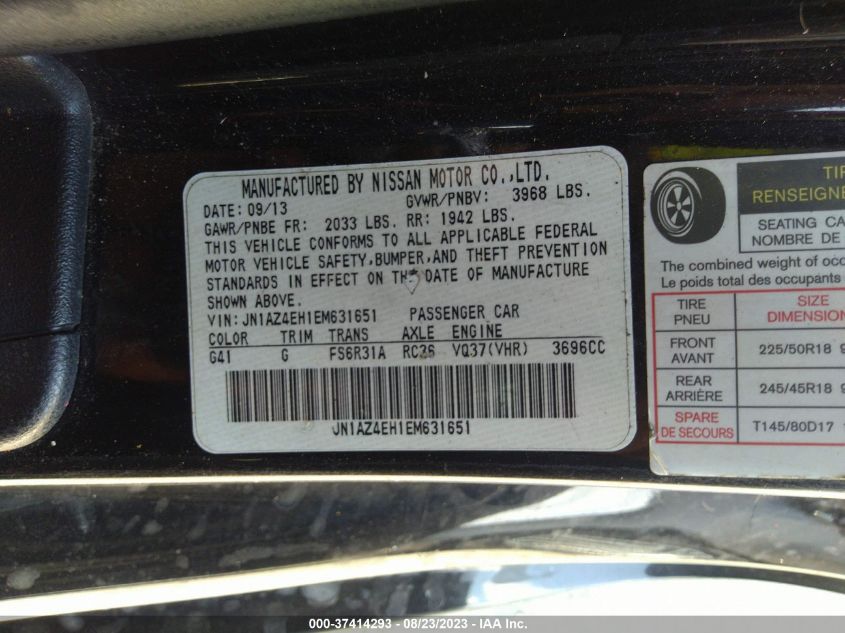 MANUFACTURED BY NISSAN MOTOR CO.,LTD.
DATE: 09/13 GVWR/PNBV: 3968 LBS.
GAWR/PNBE FR: 2033 LBS. RR: 1942 LBS.
THIS VEHICLE CONFORMS TO ALL APPLICABLE FEDERAL
MOTOR VEHICLE SAFETY,BUMPER,AND THEFT PREVENTION
STANDARDS IN EFFECT ON THE DATE OF MANUFACTURE
SHOWN ABOVE.
VIN: JN1AZ4EH1EM631651 PASSENGER CAR
COLOR TRIM TRANS AXLE ENGINE
G41 G FS6R31A RC36 VQ37(VHR) 3696CC
JN1AZ4EH1EM631651
TIR
RENSEIGNE
SEATING CA
NOMBRE DE
The combined weight of occ
Le poids total des occupants
TIRE SIZE
PNEU DIMENSION
FRONT
AVANT 225/50R18 9
REAR
ARRIÈRE 245/45R18 9
SPARE
DE SECOURS T145/80D17 1
000-37414293 - 08/23/2023 - IAA Inc.